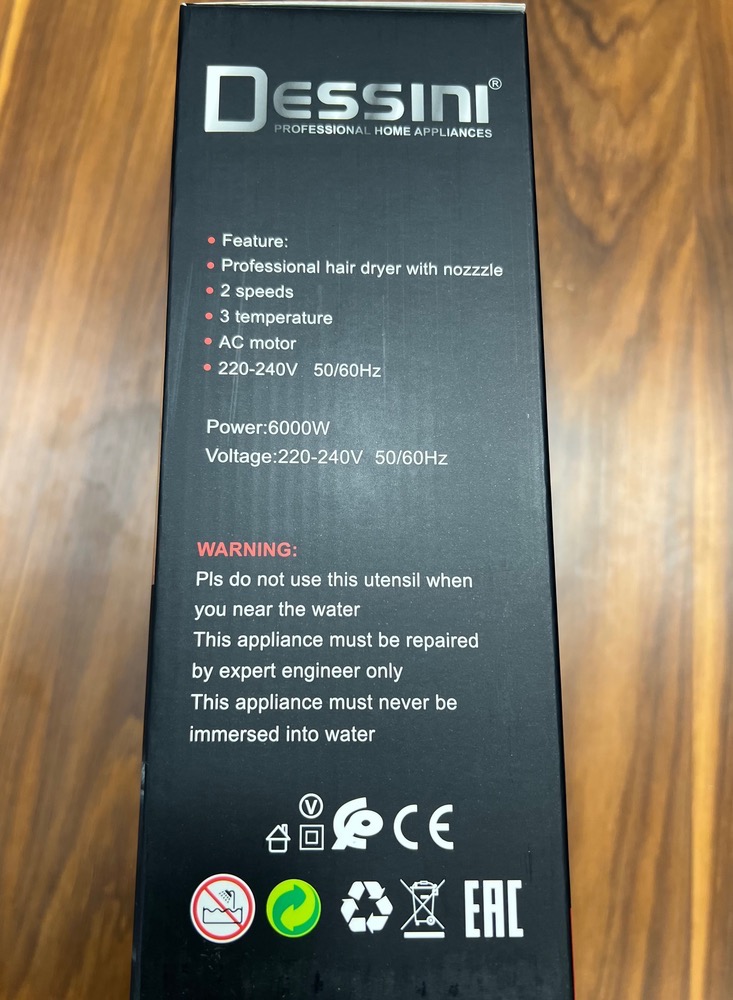 DESSINI®
PROFESSIONAL HOME APPLIANCES
• Feature:
• Professional hair dryer with nozzzle
• 2 speeds
• 3 temperature
• AC motor
• 220-240V 50/60Hz
Power:6000W
Voltage:220-240V 50/60Hz
WARNING:
Pls do not use this utensil when
you near the water
This appliance must be repaired
by expert engineer only
This appliance must never be
immersed into water
V
CE
EAC